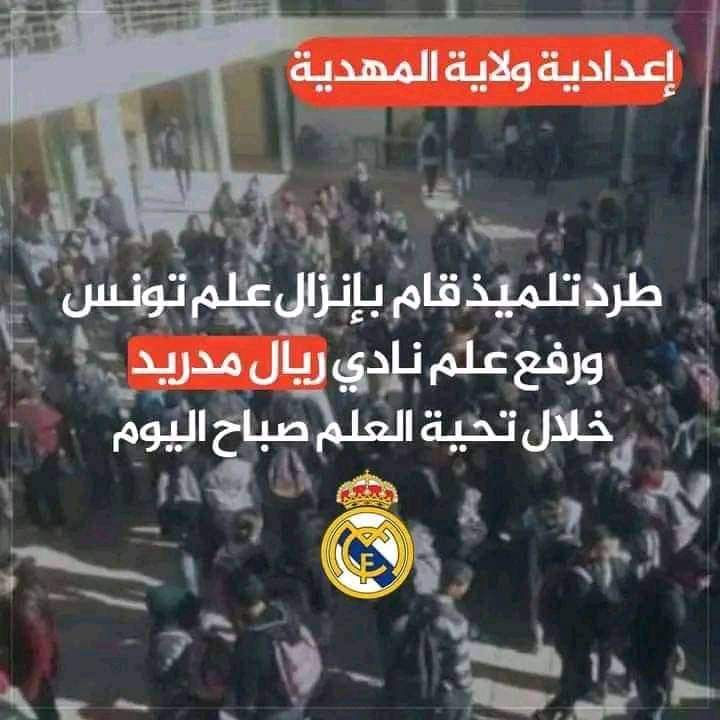 إعدادية ولاية المهدية
طرد تلميذ قام بإنزال علم تونس
ورفع علم نادي ريال مدريد
خلال تحية العلم صباح اليوم